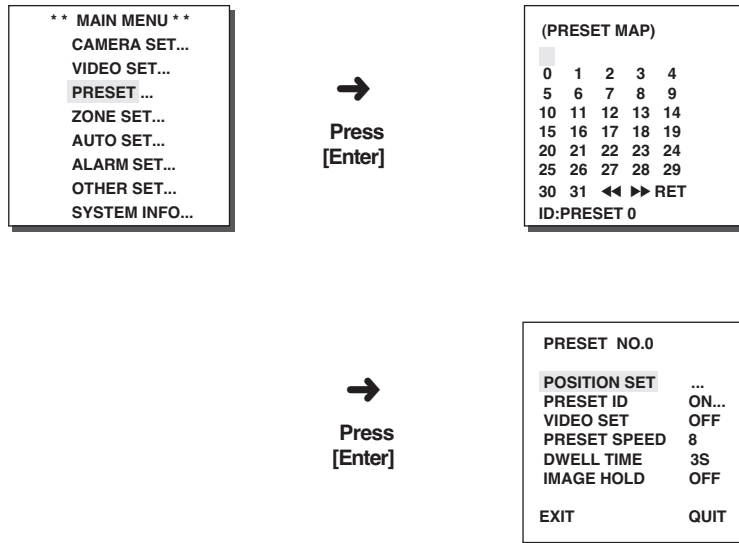 * * MAIN MENU * *
CAMERA SET...
VIDEO SET...
PRESET ...
ZONE SET...
AUTO SET...
ALARM SET...
OTHER SET...
SYSTEM INFO...
➜
Press
[Enter]
(PRESET MAP)
0 1 2 3 4
5 6 7 8 9
10 11 12 13 14
15 16 17 18 19
20 21 22 23 24
25 26 27 28 29
30 31 ◀◀ ▶▶ RET
ID:PRESET 0
➜
Press
[Enter]
PRESET NO.0
POSITION SET ...
PRESET ID ON...
VIDEO SET OFF
PRESET SPEED 8
DWELL TIME 3S
IMAGE HOLD OFF
EXIT QUIT